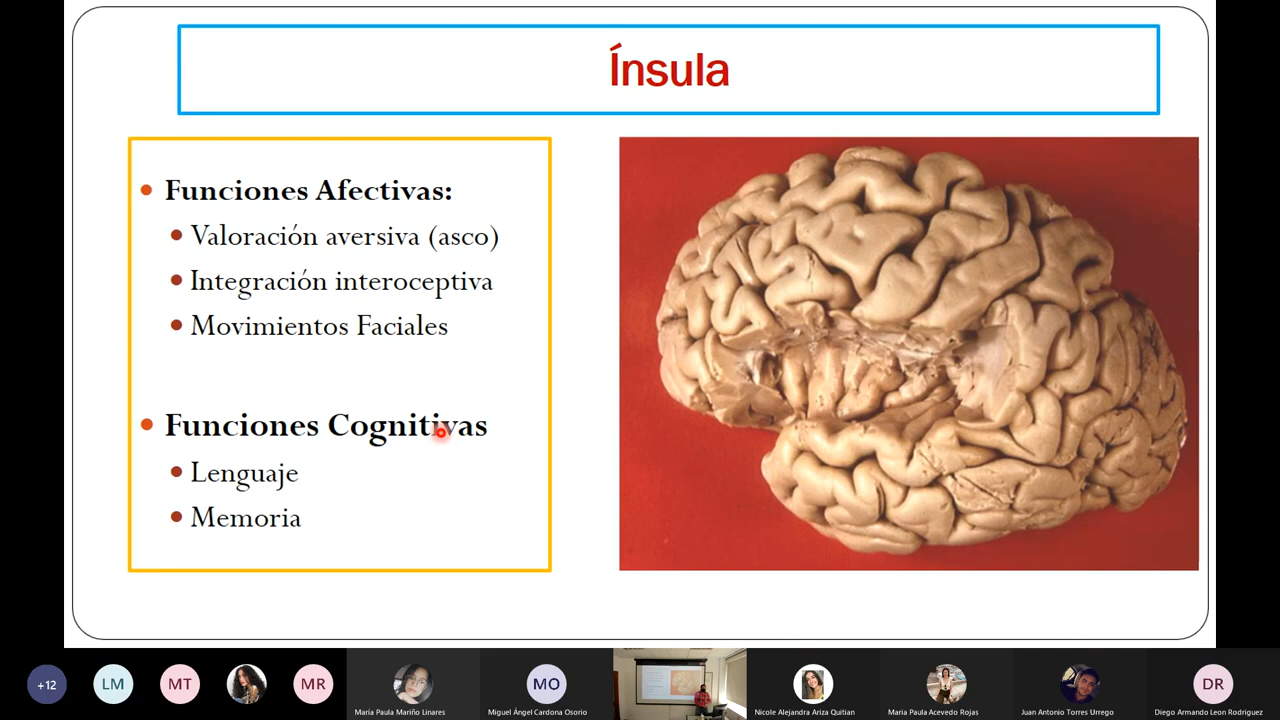 Ínsula
Funciones Afectivas:
Valoración aversiva (asco)
Integración interoceptiva
Movimientos Faciales
Funciones Cognitivas
Lenguaje
Memoria
+12
LM
MT
MR
María Paula Mariño Linares
MO
Miguel Ángel Cardona Osorio
Nicole Alejandra Ariza Quitian
Maria Paula Acevedo Rojas
Juan Antonio Torres Urrego
DR
Diego Armando Leon Rodriguez